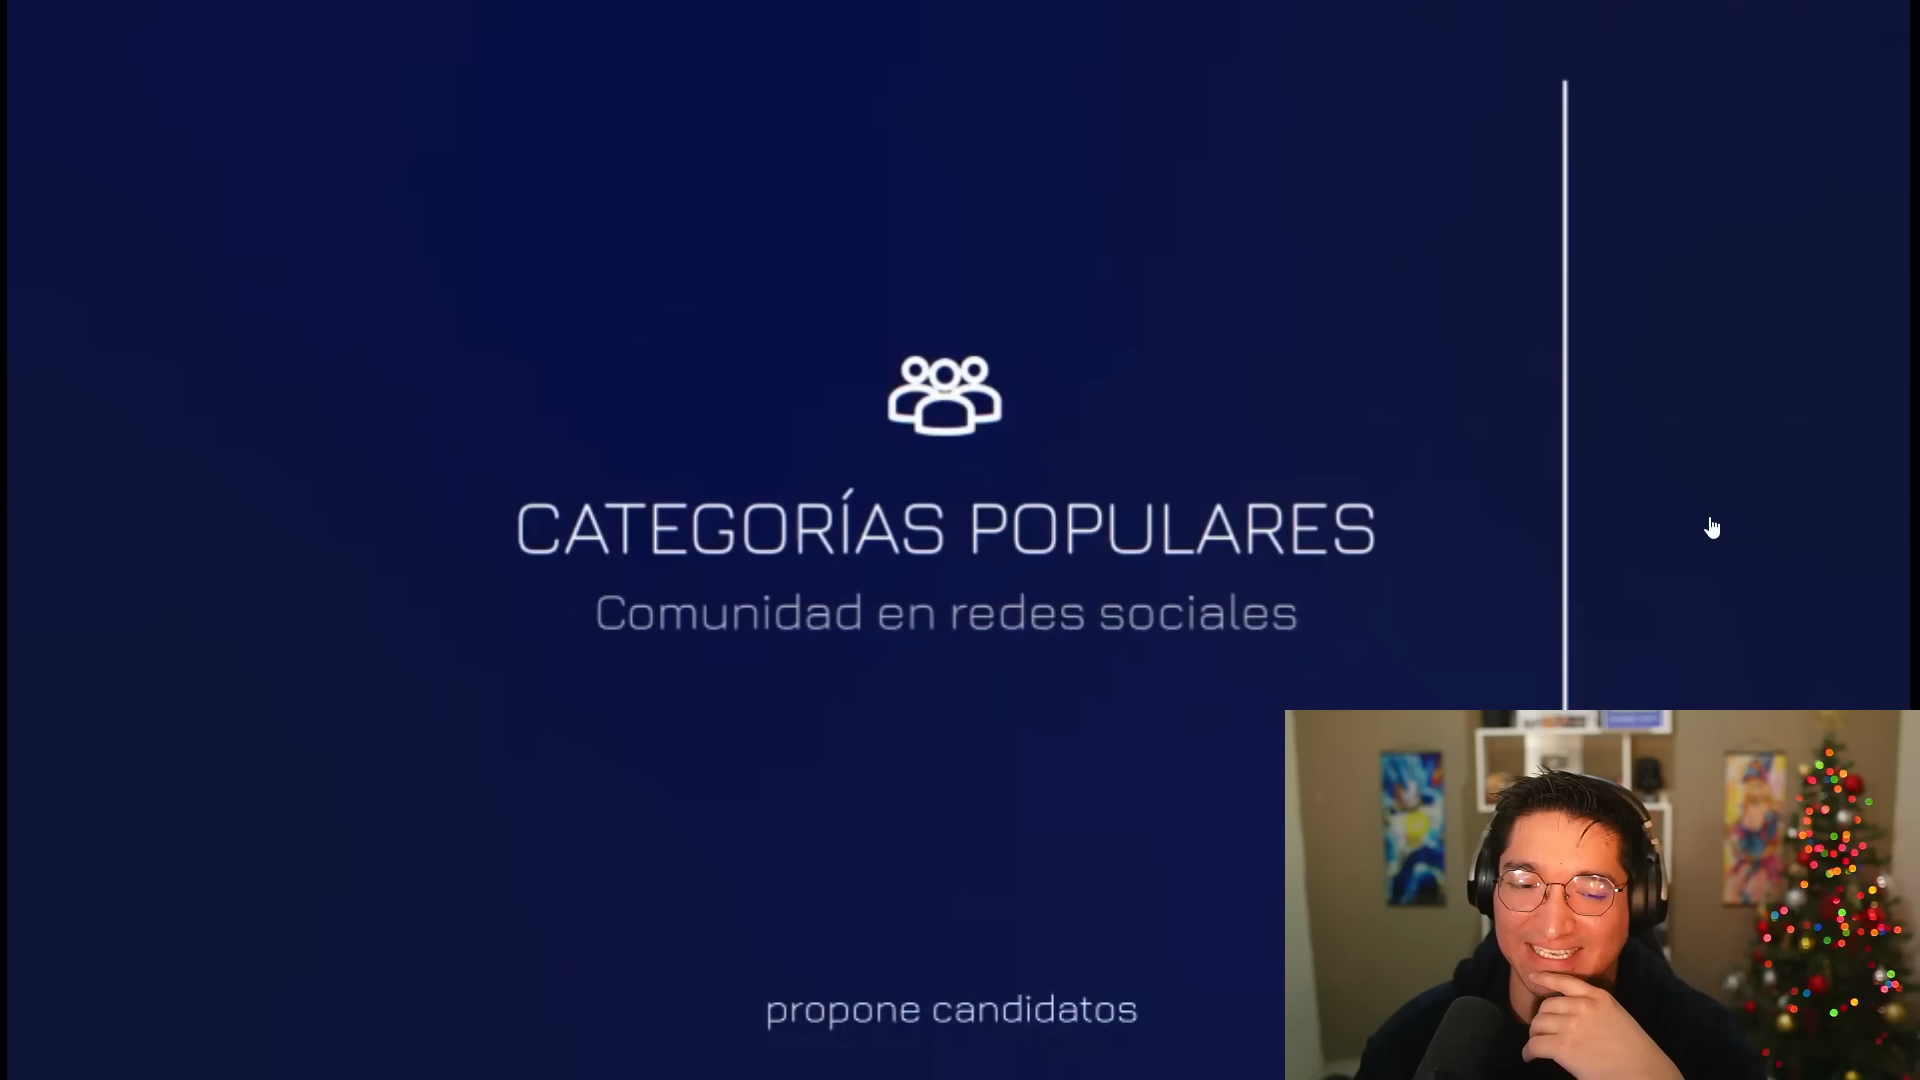 CATEGORÍAS POPULARES
Comunidad en redes sociales
propone candidatos